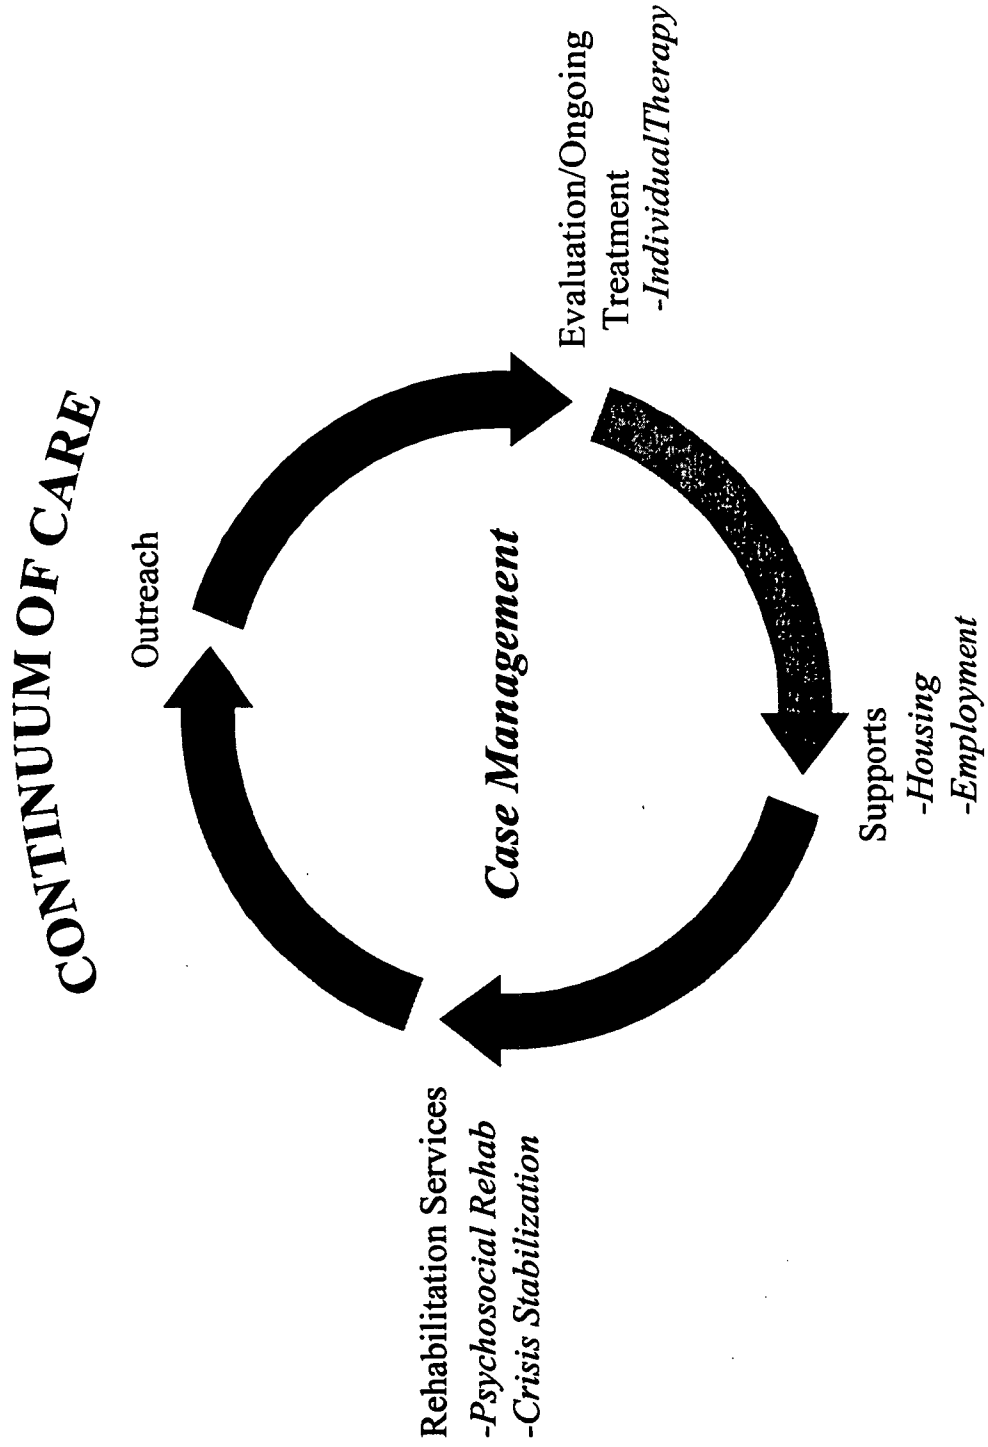 CONTINUUM OF CARE
Outreach
Evaluation/Ongoing
Treatment
-IndividualTherapy
Case Management
Supports
-Housing
-Employment
Rehabilitation Services
-Psychosocial Rehab
-Crisis Stabilization